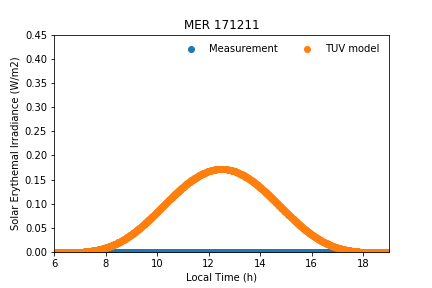 MER 171211
Measurement
TUV model
Solar Erythemal Irradiance (W/m2)
0.45
0.40
0.35
0.30
0.25
0.20
0.15
0.10
0.05
0.00
6 8 10 12 14 16 18
Local Time (h)